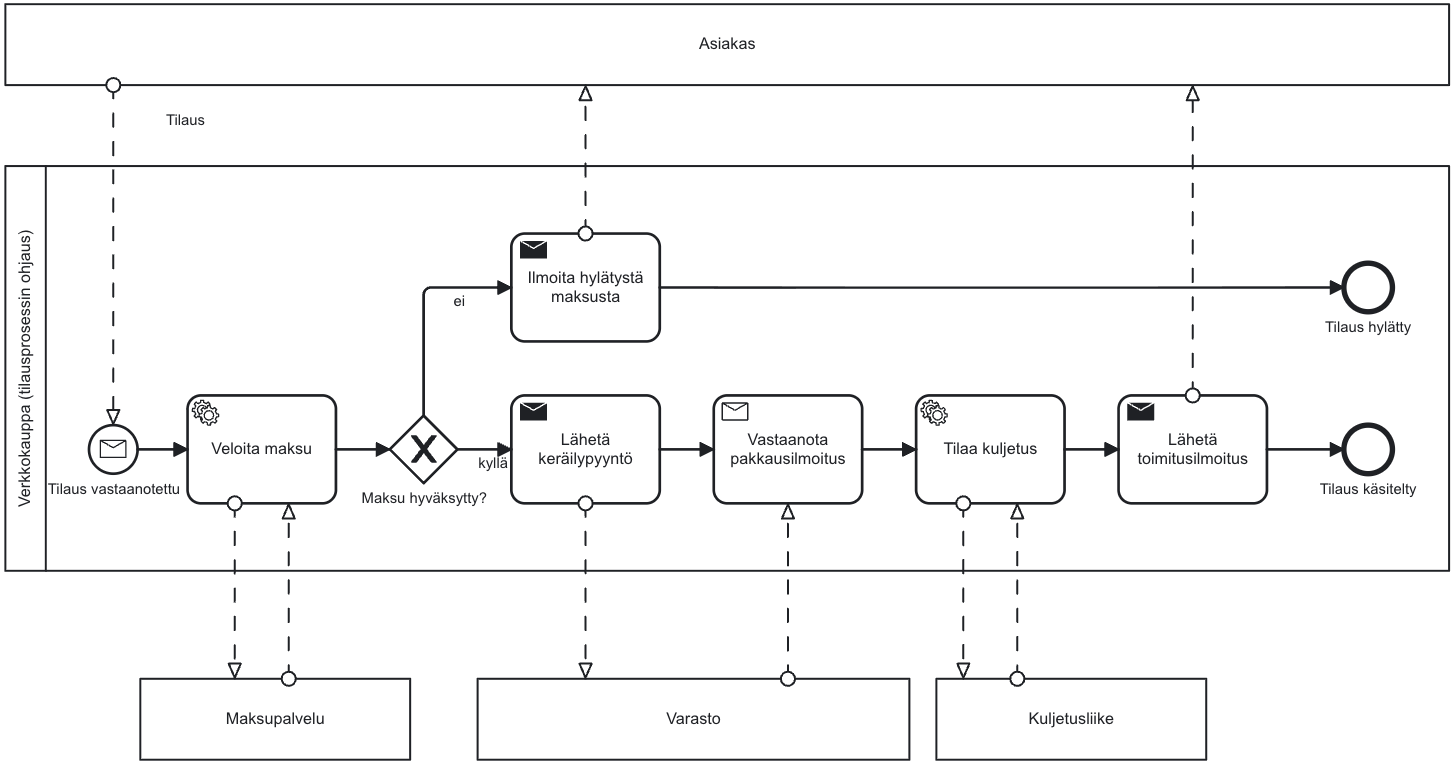 Asiakas
Tilaus
Verkkokauppa (tilausprosessin ohjaus)
Ilmoita hylätystä
maksusta
ei
Tilaus hylätty
Tilaus vastaanotettu
Veloita maksu
Maksu hyväksytty?
kyllä
Lähetä
keräilypyyntö
Vastaanota
pakkausilmoitus
Tilaa kuljetus
Lähetä
toimitusilmoitus
Tilaus käsitelty
Maksupalvelu
Varasto
Kuljetusliike